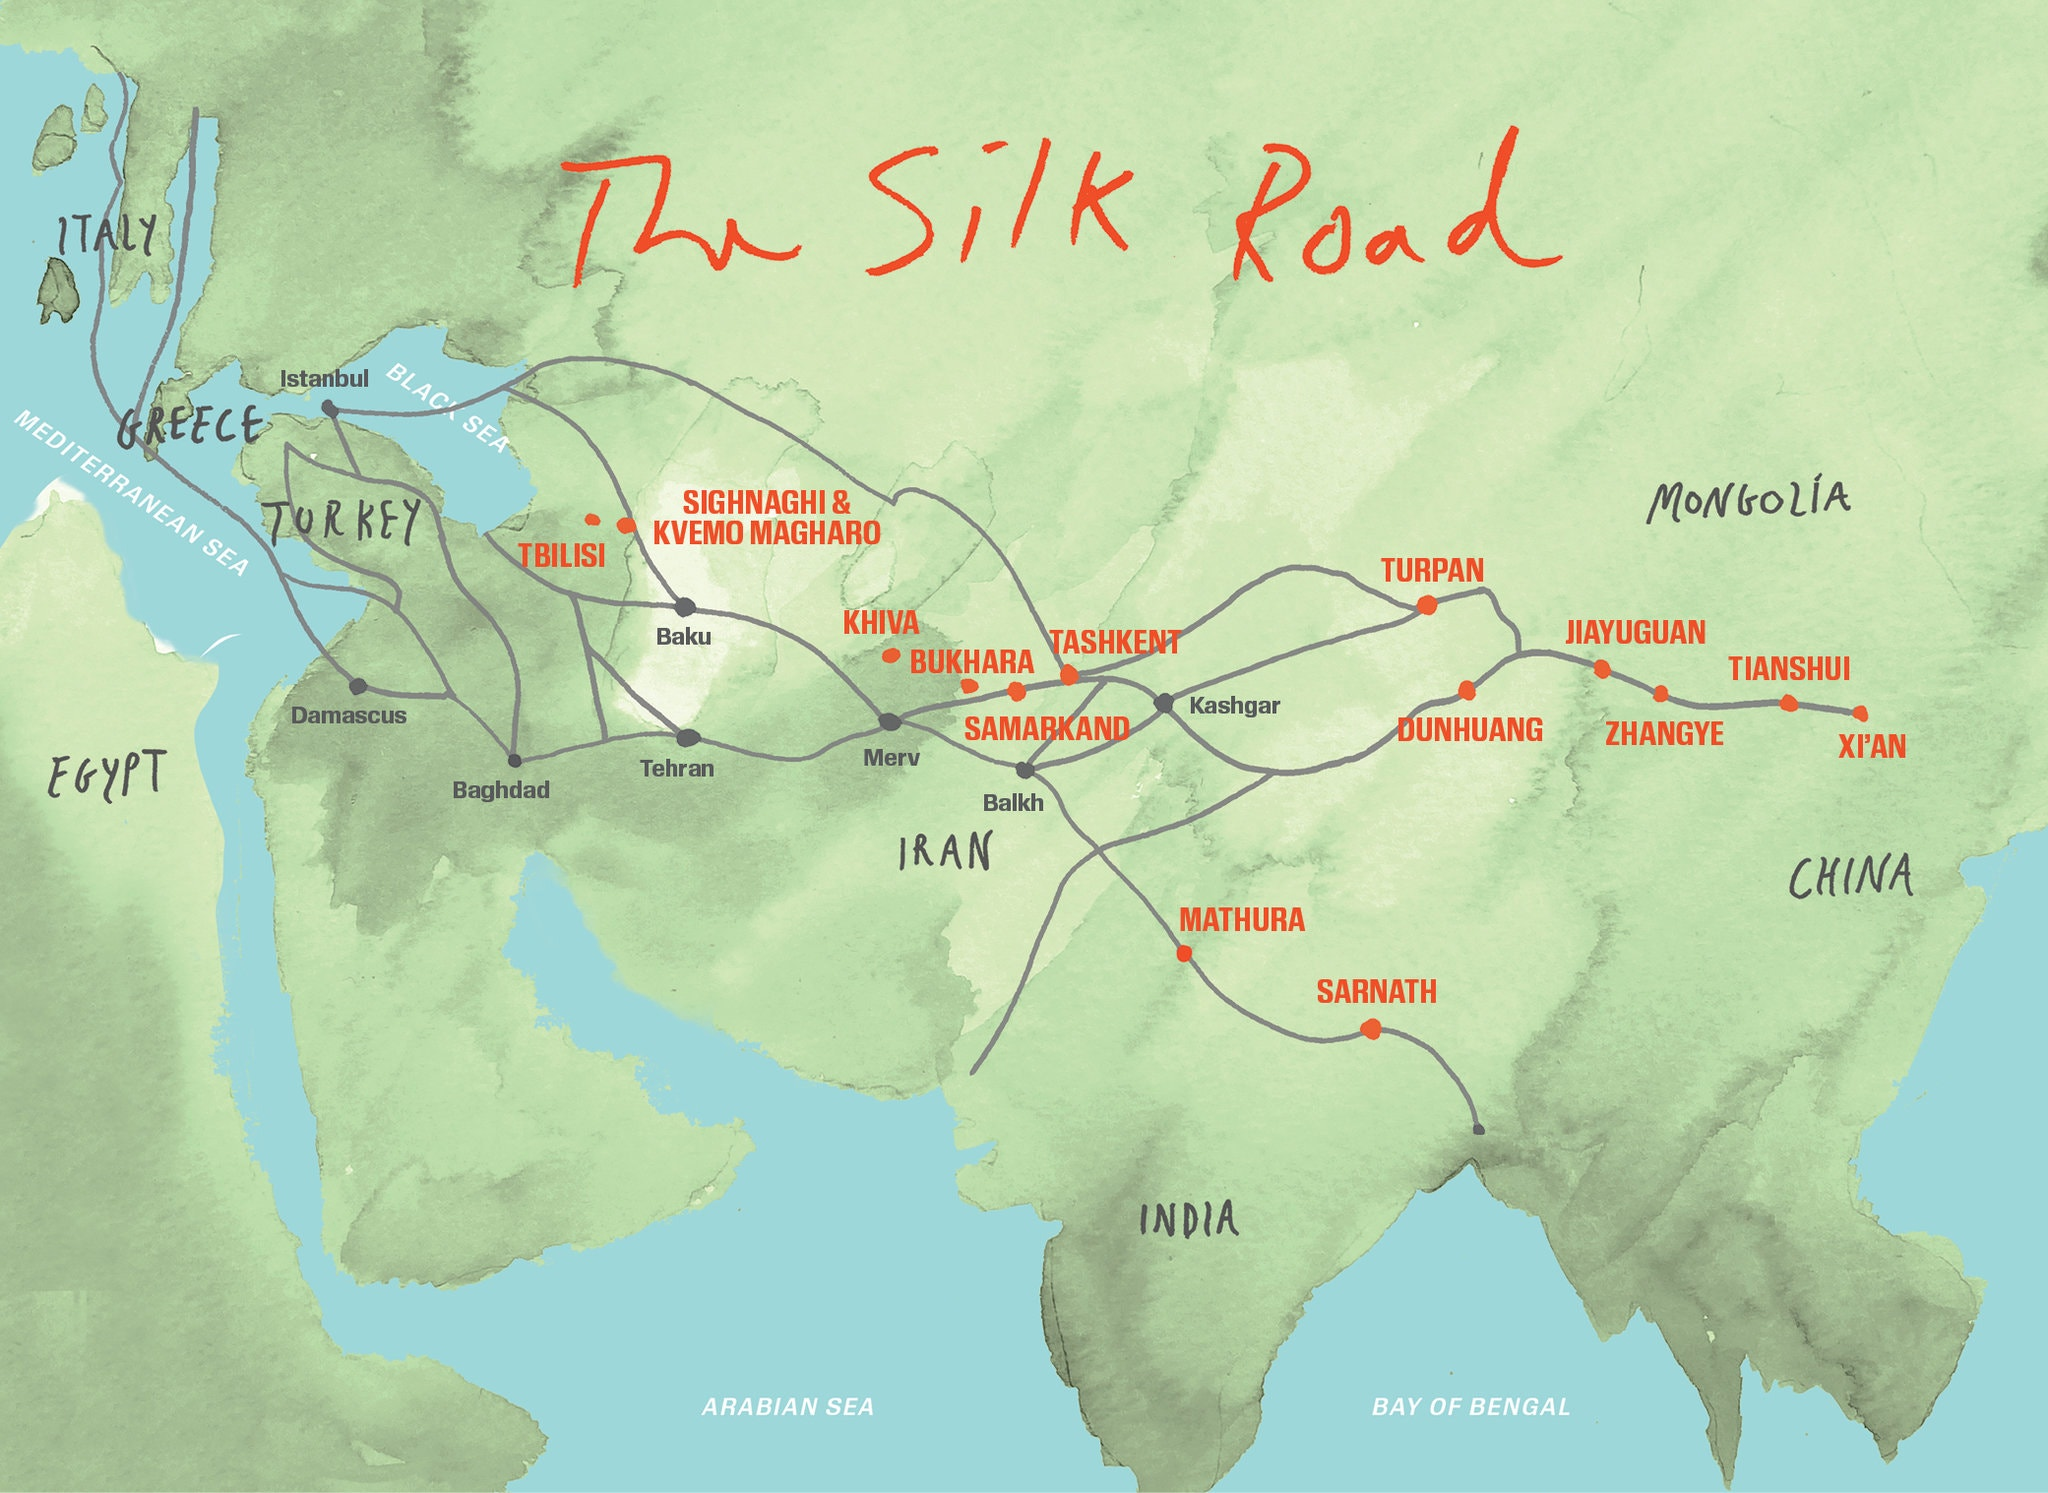 The Silk Road
ITALY
Istanbul
BLACK SEA
GREECE
MEDITERRANEAN SEA
TURKEY
SIGHNAGHI &
KVEMO MAGHARO
TBILISI
MONGOLIA
TURPAN
KHIVA
Baku
TASHKENT
JIAYUGUAN
BUKHARA
TIANSHUI
Damascus
SAMARKAND
Kashgar
DUNHUANG
ZHANGYE
XI'AN
EGYPT
Baghdad
Tehran
Merv
Balkh
IRAN
CHINA
MATHURA
SARNATH
INDIA
ARABIAN SEA
BAY OF BENGAL